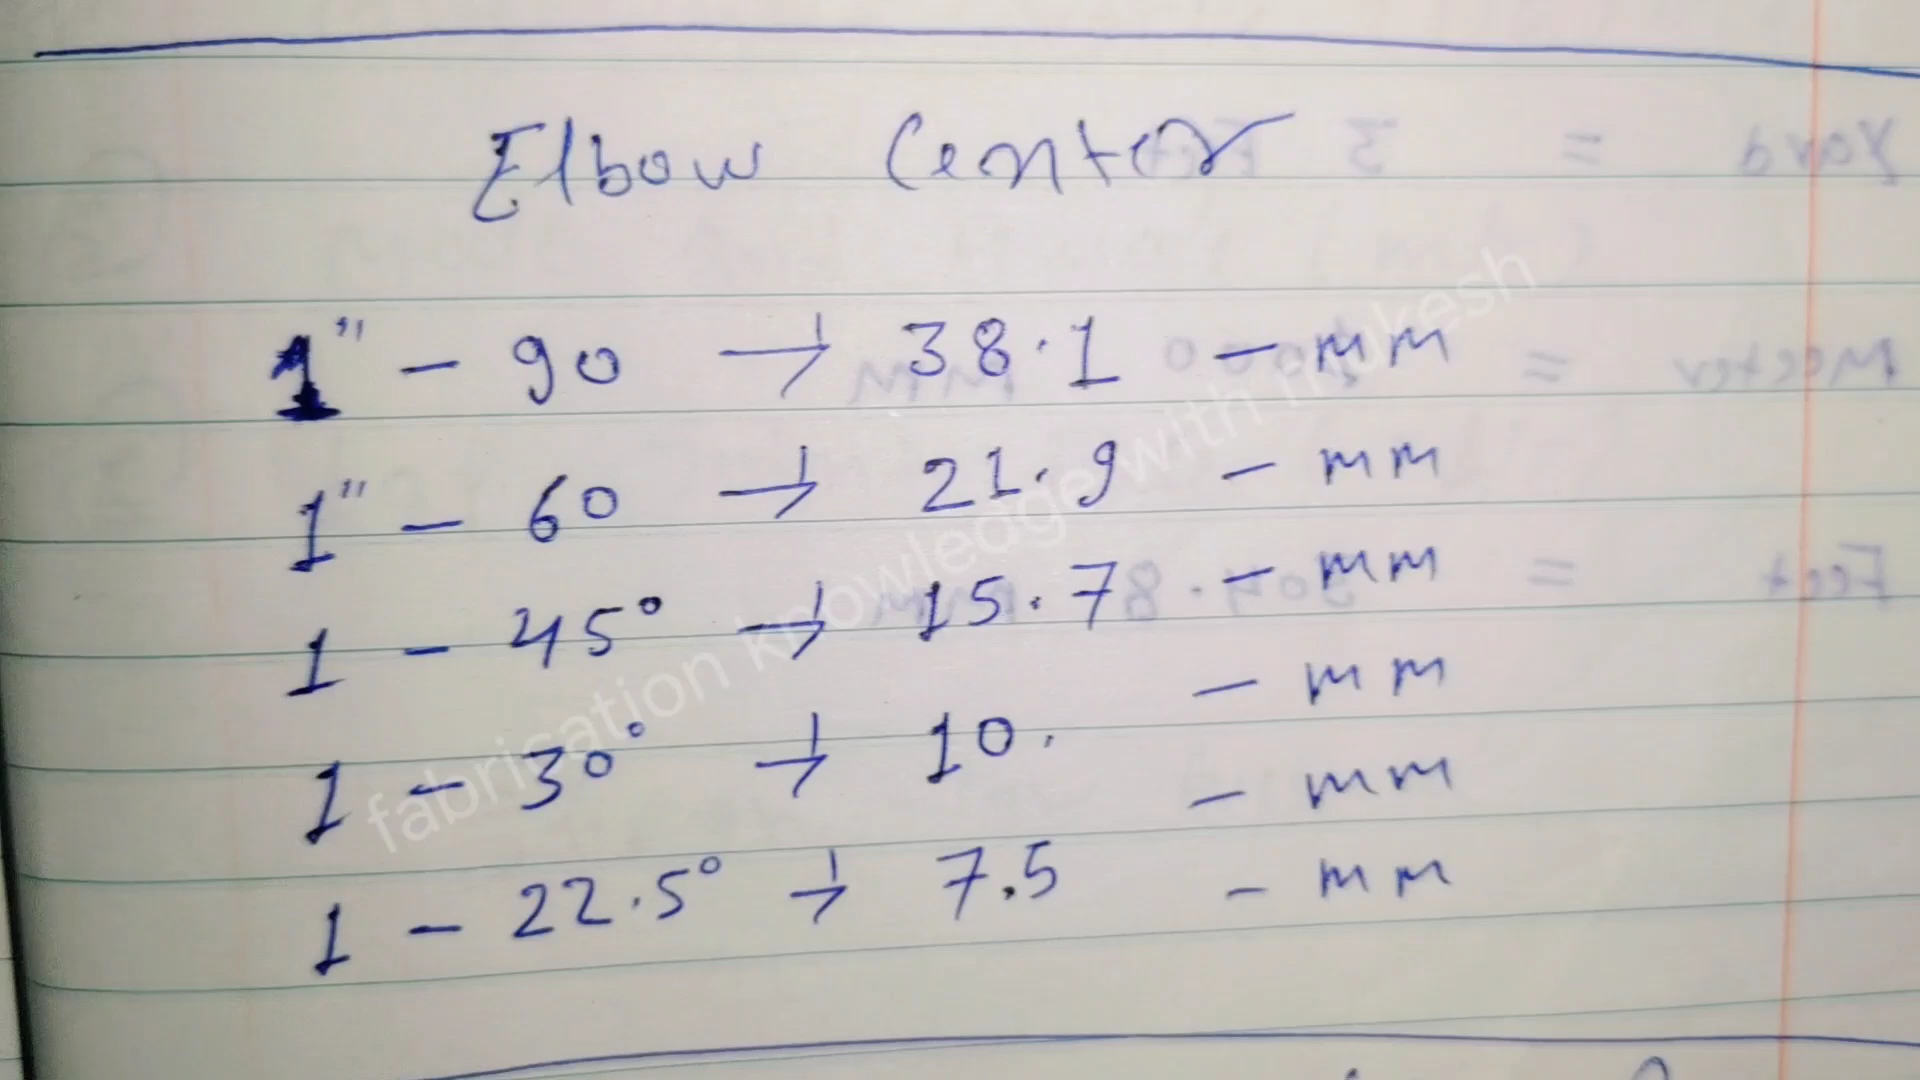 Elbow Center
1" - 90 → 38.1 - mm
1" - 60 → 21.9 - mm
1 - 45° → 15.7 - mm
1 - 30° → 10. - mm
- mm
1 - 22.5° → 7.5 - mm
fabrication knowledge with mukesh